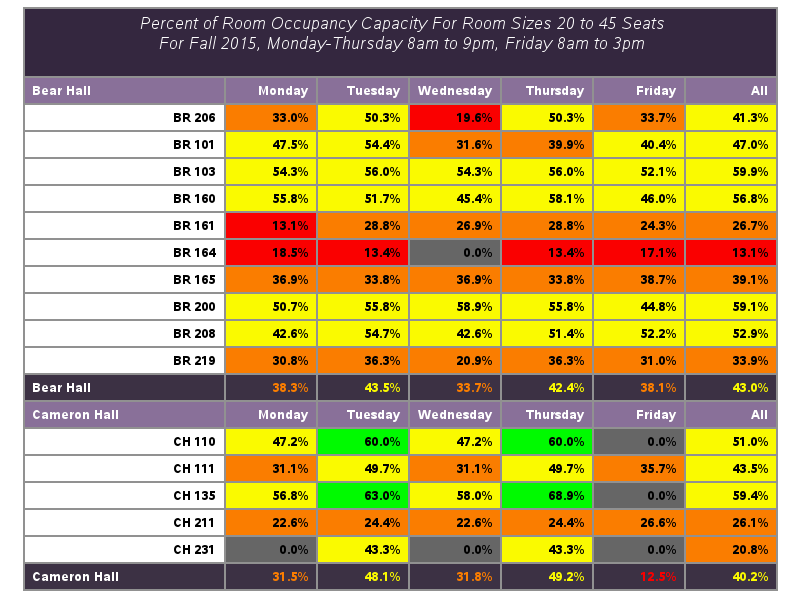 Percent of Room Occupancy Capacity For Room Sizes 20 to 45 Seats
For Fall 2015, Monday-Thursday 8am to 9pm, Friday 8am to 3pm
Bear Hall Monday Tuesday Wednesday Thursday Friday All
BR 206 33.0% 50.3% 19.6% 50.3% 33.7% 41.3%
BR 101 47.5% 54.4% 31.6% 39.9% 40.4% 47.0%
BR 103 54.3% 56.0% 54.3% 56.0% 52.1% 59.9%
BR 160 55.8% 51.7% 45.4% 58.1% 46.0% 56.8%
BR 161 13.1% 28.8% 26.9% 28.8% 24.3% 26.7%
BR 164 18.5% 13.4% 0.0% 13.4% 17.1% 13.1%
BR 165 36.9% 33.8% 36.9% 33.8% 38.7% 39.1%
BR 200 50.7% 55.8% 58.9% 55.8% 44.8% 59.1%
BR 208 42.6% 54.7% 42.6% 51.4% 52.2% 52.9%
BR 219 30.8% 36.3% 20.9% 36.3% 31.0% 33.9%
Bear Hall 38.3% 43.5% 33.7% 42.4% 38.1% 43.0%
Cameron Hall Monday Tuesday Wednesday Thursday Friday All
CH 110 47.2% 60.0% 47.2% 60.0% 0.0% 51.0%
CH 111 31.1% 49.7% 31.1% 49.7% 35.7% 43.5%
CH 135 56.8% 63.0% 58.0% 68.9% 0.0% 59.4%
CH 211 22.6% 24.4% 22.6% 24.4% 26.6% 26.1%
CH 231 0.0% 43.3% 0.0% 43.3% 0.0% 20.8%
Cameron Hall 31.5% 48.1% 31.8% 49.2% 12.5% 40.2%